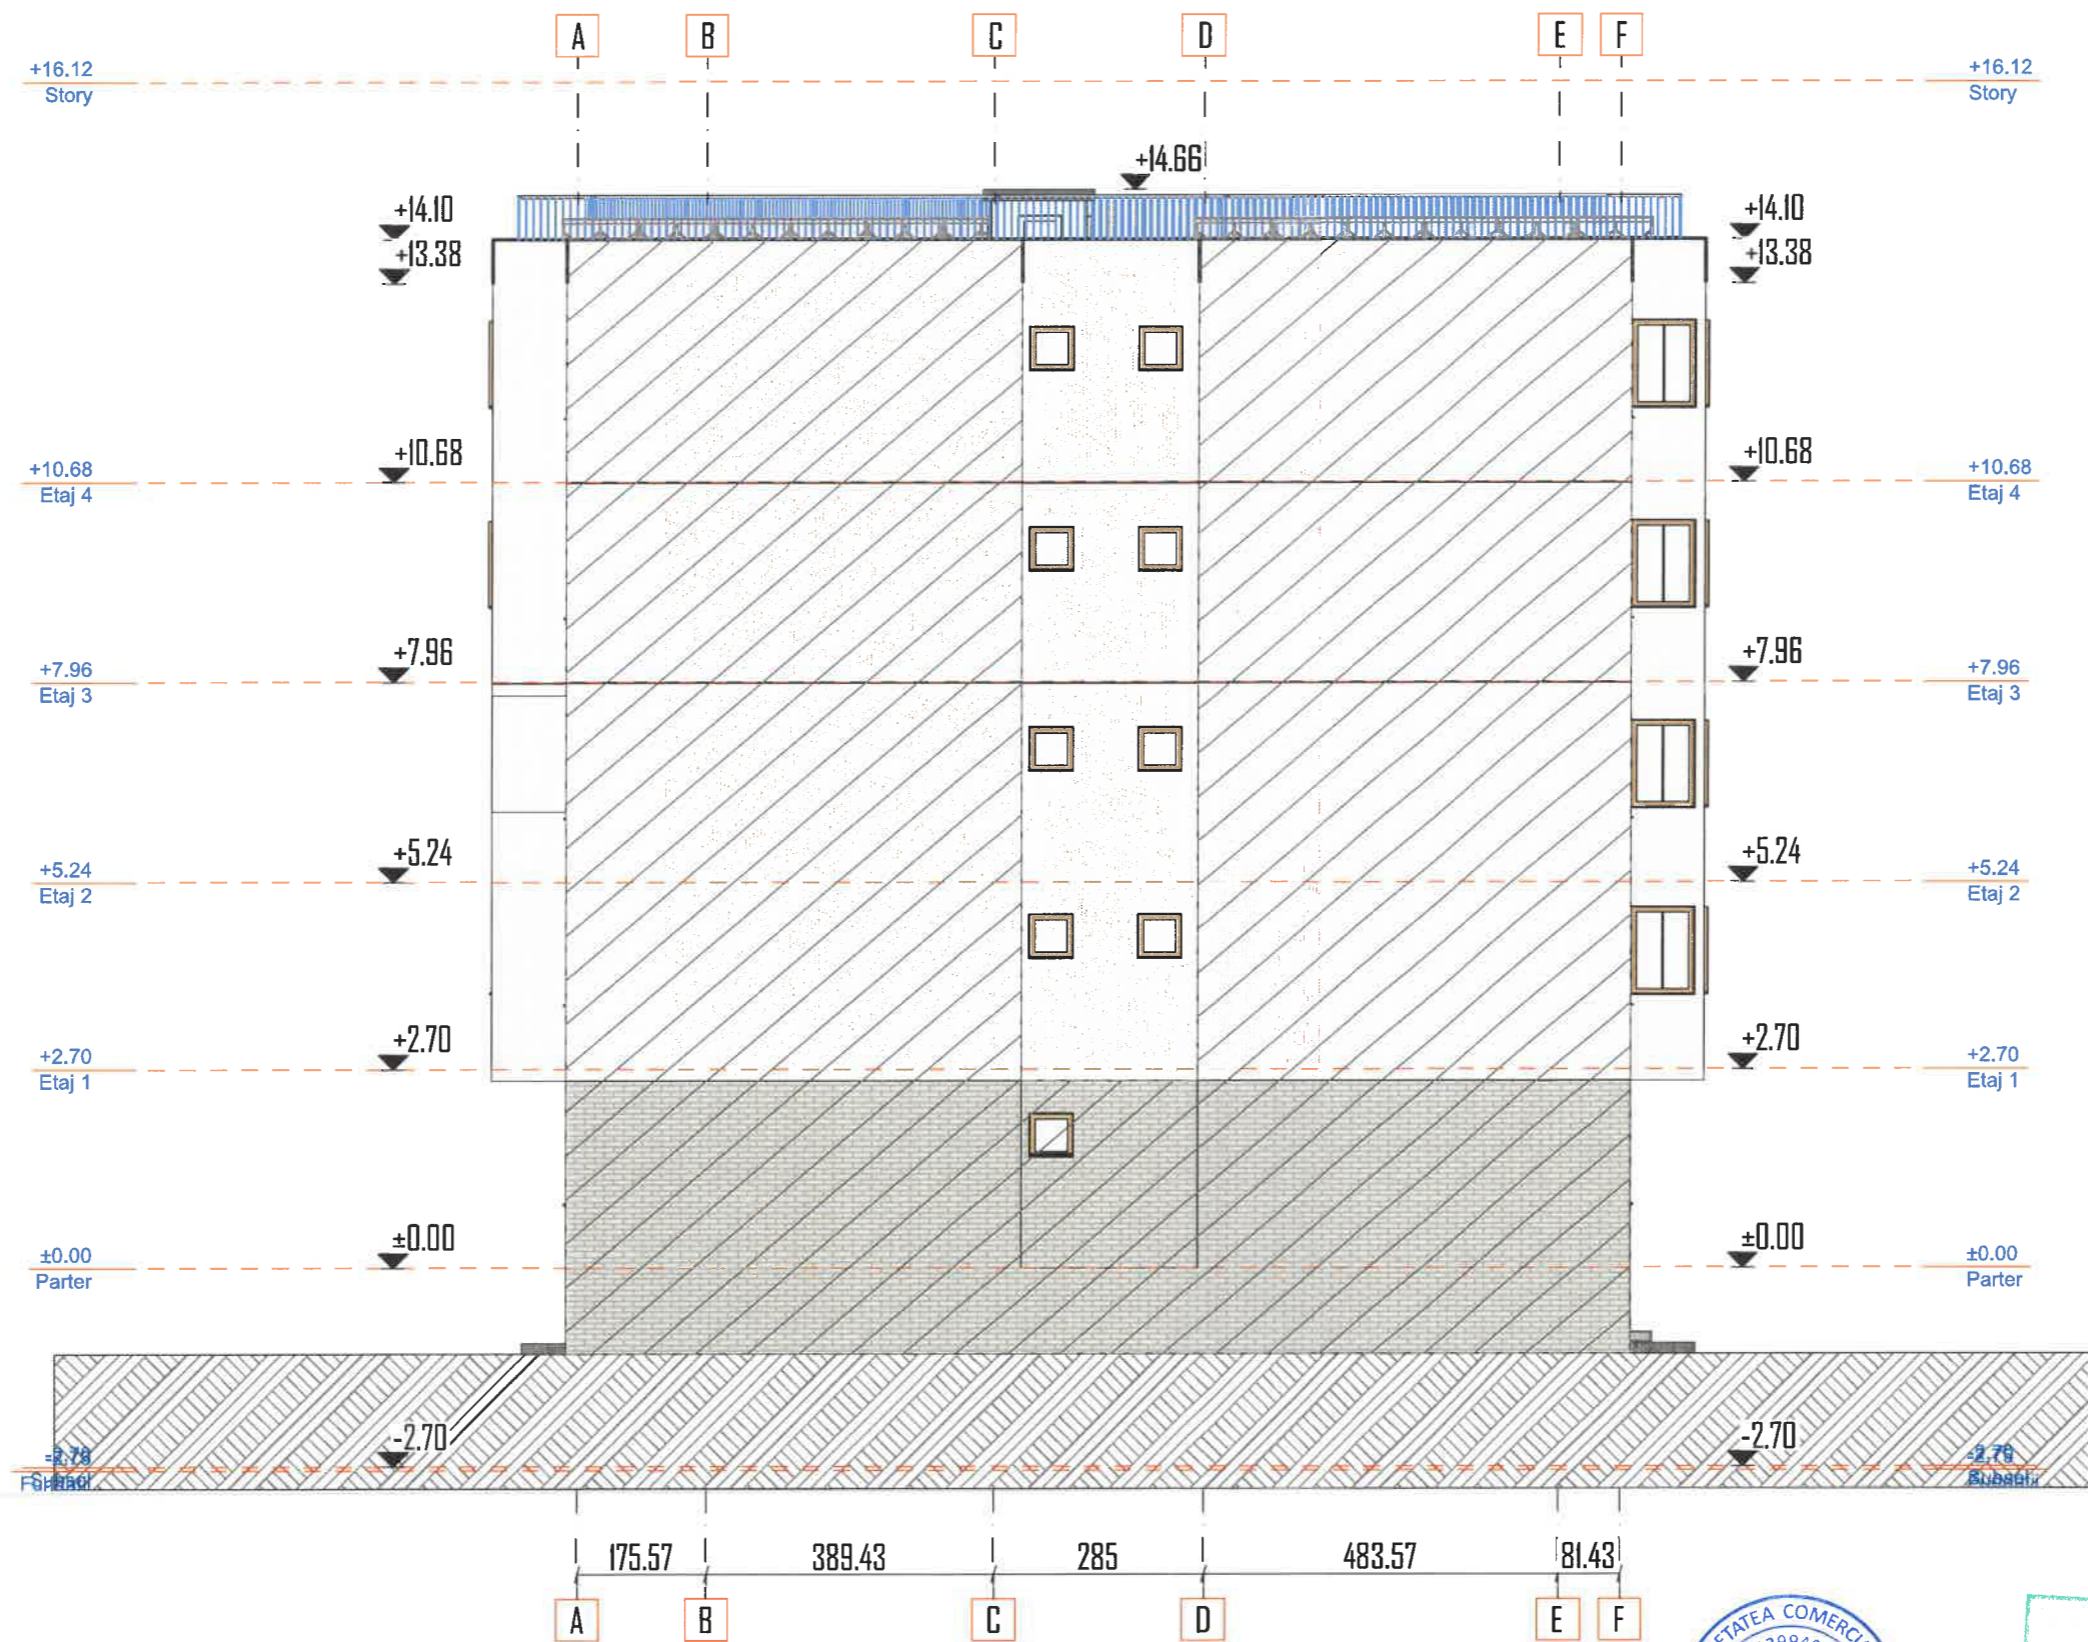 A B C D E F
+16.12 +16.12
Story Story
+14.66
+14.10 +14.10
+13.38 +13.38
+10.68 +10.68
+10.68 +10.68
Etaj 4 Etaj 4
+7.96 +7.96
+7.96 +7.96
Etaj 3 Etaj 3
+5.24 +5.24
+5.24 +5.24
Etaj 2 Etaj 2
+2.70 +2.70
+2.70 +2.70
Etaj 1 Etaj 1
±0.00 ±0.00
±0.00 ±0.00
Parter Parter
-2.70 -2.70
175.57 389.43 285 483.57 81.43
A B C D E F